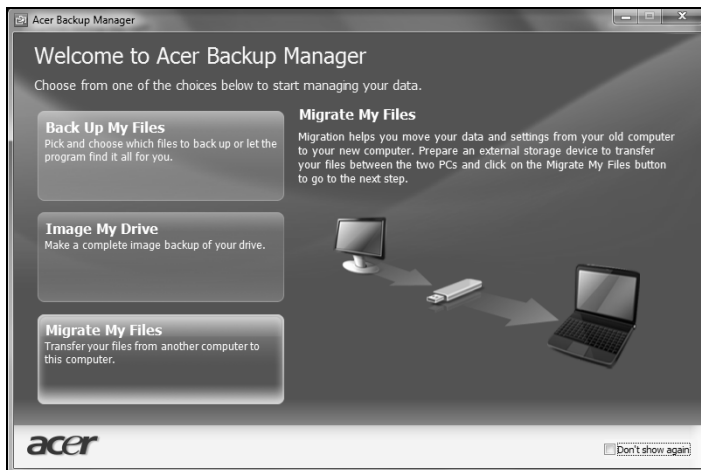 Acer Backup Manager
Welcome to Acer Backup Manager
Choose from one of the choices below to start managing your data.
Back Up My Files
Pick and choose which files to back up or let the
program find it all for you.
Image My Drive
Make a complete image backup of your drive.
Migrate My Files
Transfer your files from another computer to
this computer.
Migrate My Files
Migration helps you move your data and settings from your old computer
to your new computer. Prepare an external storage device to transfer
your files between the two PCs and click on the Migrate My Files button
to go to the next step.
acer
Don't show again